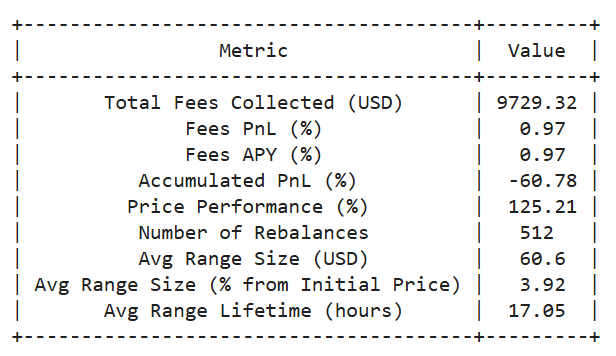 Metric | Value
Total Fees Collected (USD) | 9729.32
Fees PnL (%) | 0.97
Fees APY (%) | 0.97
Accumulated PnL (%) | -60.78
Price Performance (%) | 125.21
Number of Rebalances | 512
Avg Range Size (USD) | 60.6
Avg Range Size (% from Initial Price) | 3.92
Avg Range Lifetime (hours) | 17.05